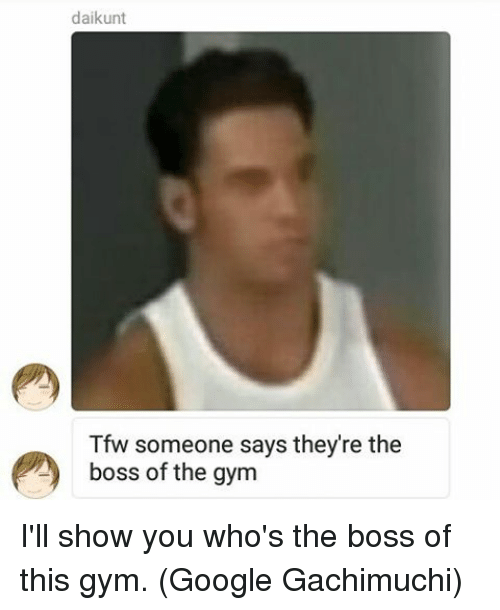 daikunt
Tfw someone says they're the
boss of the gym
I'll show you who's the boss of
this gym. (Google Gachimuchi)